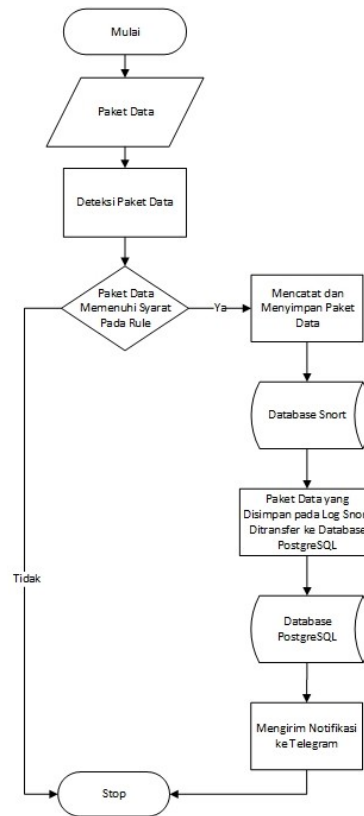 Mulai
Paket Data
Deteksi Paket Data
Paket Data
Memenuhi Syarat
Pada Rule
Ya
Mencatat dan
Menyimpan Paket
Data
Database Snort
Paket Data yang
Disimpan pada Log Snor
Ditransfer ke Database
PostgreSQL
Tidak
Database
PostgreSQL
Mengirim Notifikasi
ke Telegram
Stop